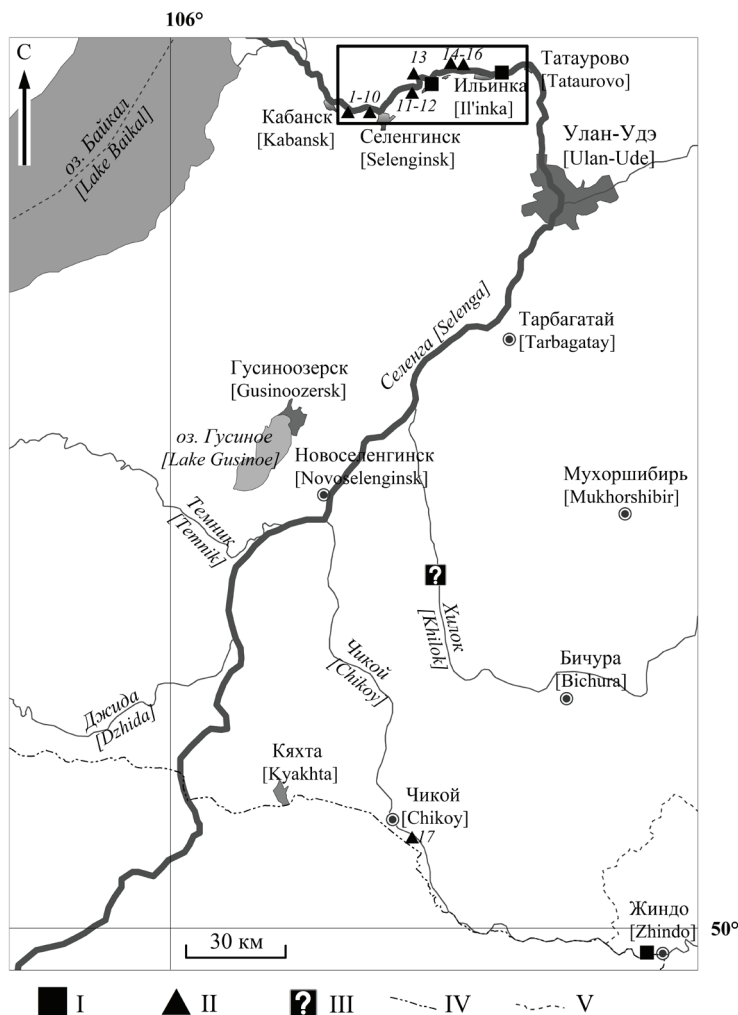 106°
С
13
14-16
Татаурово
[Tataurovo]
1-10
Ильинка
[Il'inka]
11-12
Кабанск
[Kabansk]
Селенгинск
[Selenginsk]
оз. Байкал
[Lake Baikal]
Улан-Удэ
[Ulan-Ude]
Селенга [Selenga]
Тарбагатай
[Tarbagatay]
Гусиноозерск
[Gusinoozersk]
оз. Гусиное
[Lake Gusinoe]
Новоселенгинск
[Novoselenginsk]
Мухоршибирь
[Mukhorshibir]
Темник
[Temnik]
?
Хилок
[Khilok]
Чикой
[Chikoy]
Бичура
[Bichura]
Джида
[Dzhida]
Кяхта
[Kyakhta]
Чикой
[Chikoy]
17
Жиндо
[Zhindo]
50°
30 км
I II ? III IV V